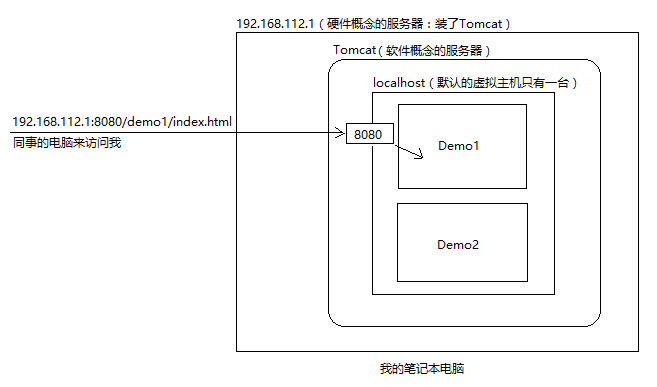 192.168.112.1（硬件概念的服务器：装了Tomcat）
Tomcat（软件概念的服务器）
localhost（默认的虚拟主机只有一台）
192.168.112.1:8080/demo1/index.html
同事的电脑来访问我
8080
Demo1
Demo2
我的笔记本电脑